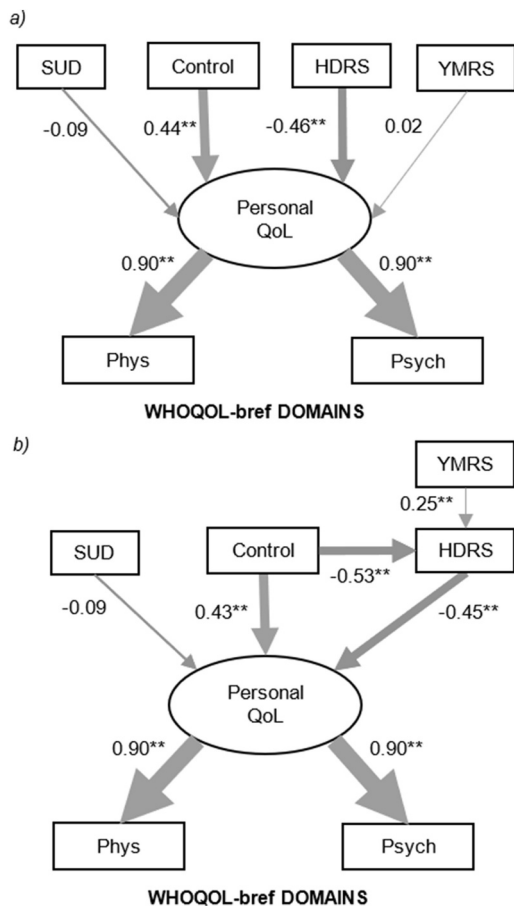 a)
SUD
Control
HDRS
YMRS
-0.09
0.44**
-0.46**
0.02
Personal
QoL
0.90**
0.90**
Phys
Psych
WHOQOL-bref DOMAINS
b)
YMRS
0.25**
SUD
Control
HDRS
-0.53**
-0.09
0.43**
-0.45**
Personal
QoL
0.90**
0.90**
Phys
Psych
WHOQOL-bref DOMAINS